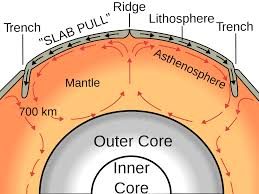 Ridge
Trench
"SLAB PULL"
Lithosphere
Trench
Asthenosphere
Mantle
700 km
Outer Core
Inner
Core